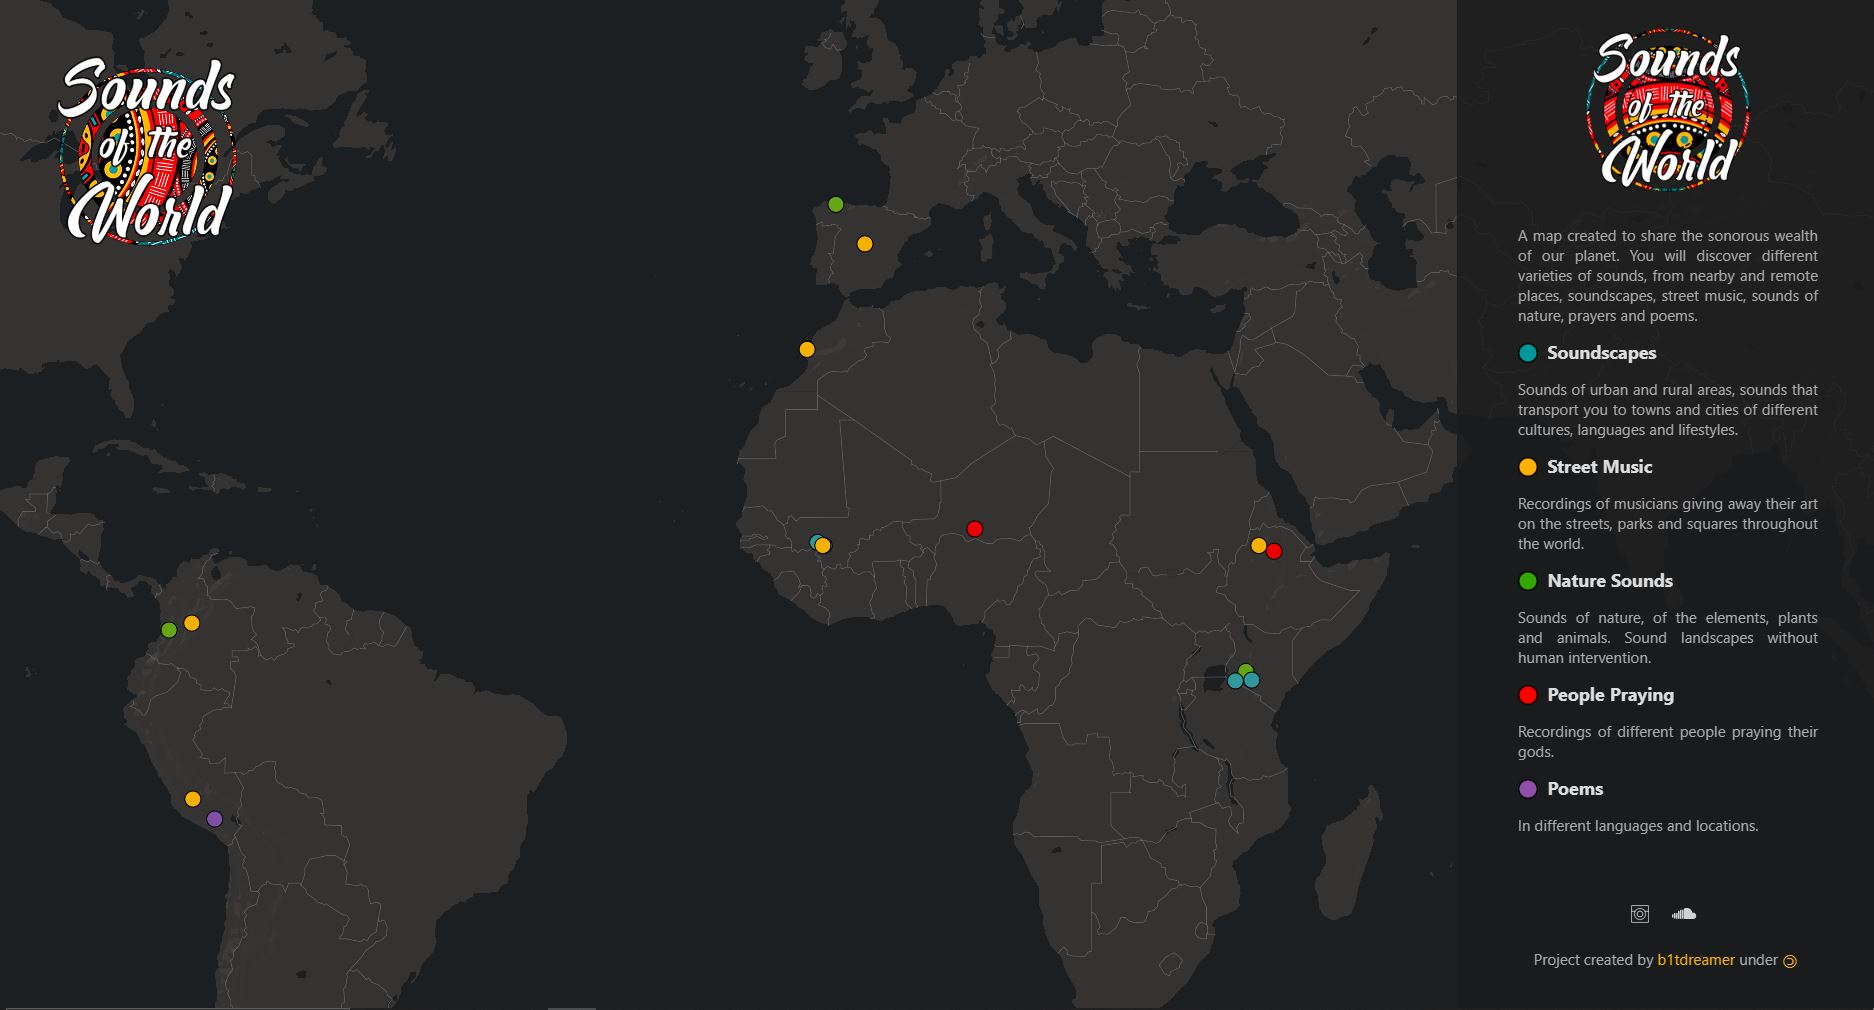 Sounds
of the
World
Sounds
of the
World
A map created to share the sonorous wealth
of our planet. You will discover different
varieties of sounds, from nearby and remote
places, soundscapes, street music, sounds of
nature, prayers and poems.
Soundscapes
Sounds of urban and rural areas, sounds that
transport you to towns and cities of different
cultures, languages and lifestyles.
Street Music
Recordings of musicians giving away their art
on the streets, parks and squares throughout
the world.
Nature Sounds
Sounds of nature, of the elements, plants
and animals. Sound landscapes without
human intervention.
People Praying
Recordings of different people praying their
gods.
Poems
In different languages and locations.
Project created by b1tdreamer under